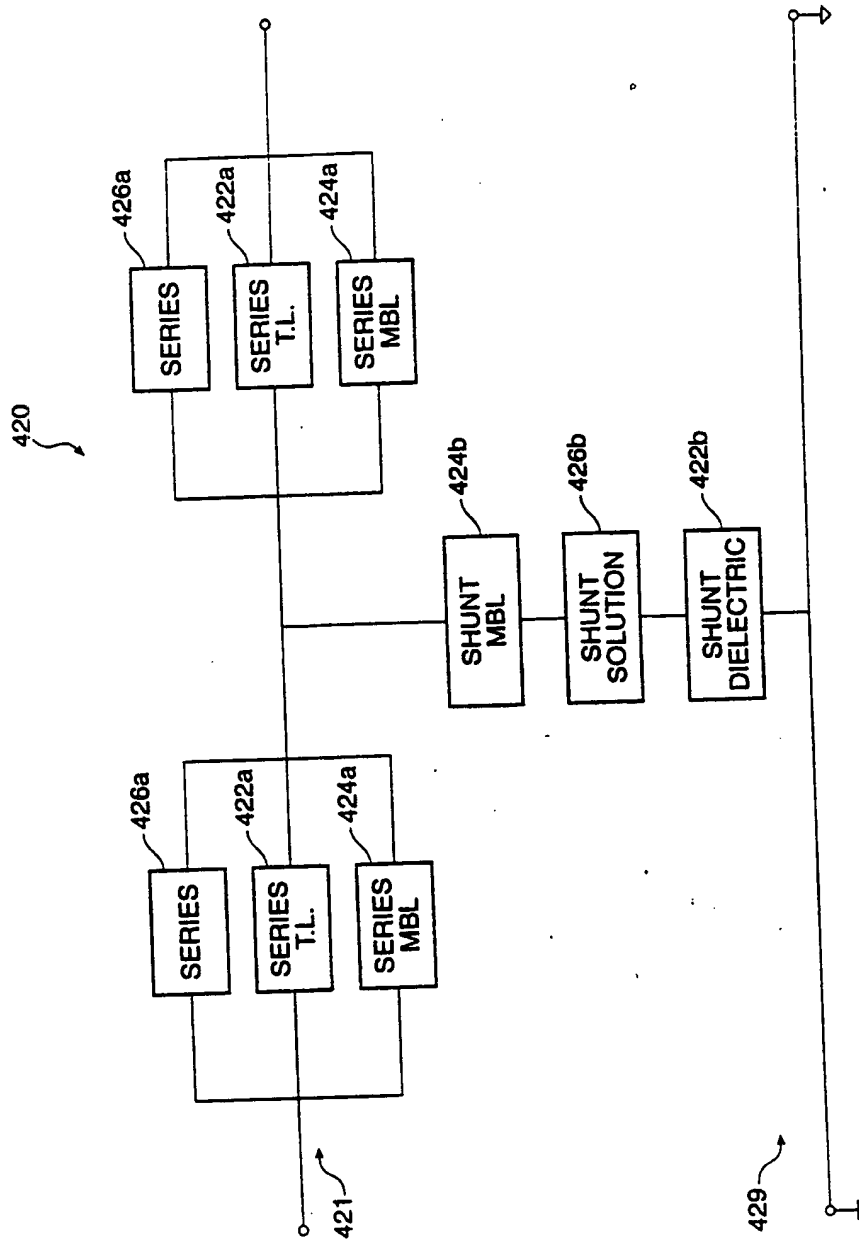 420
426a
SERIES
422a
SERIES
T.L.
424a
SERIES
MBL
426a
SERIES
422a
SERIES
T.L.
424a
SERIES
MBL
421
424b
SHUNT
MBL
426b
SHUNT
SOLUTION
422b
SHUNT
DIELECTRIC
429